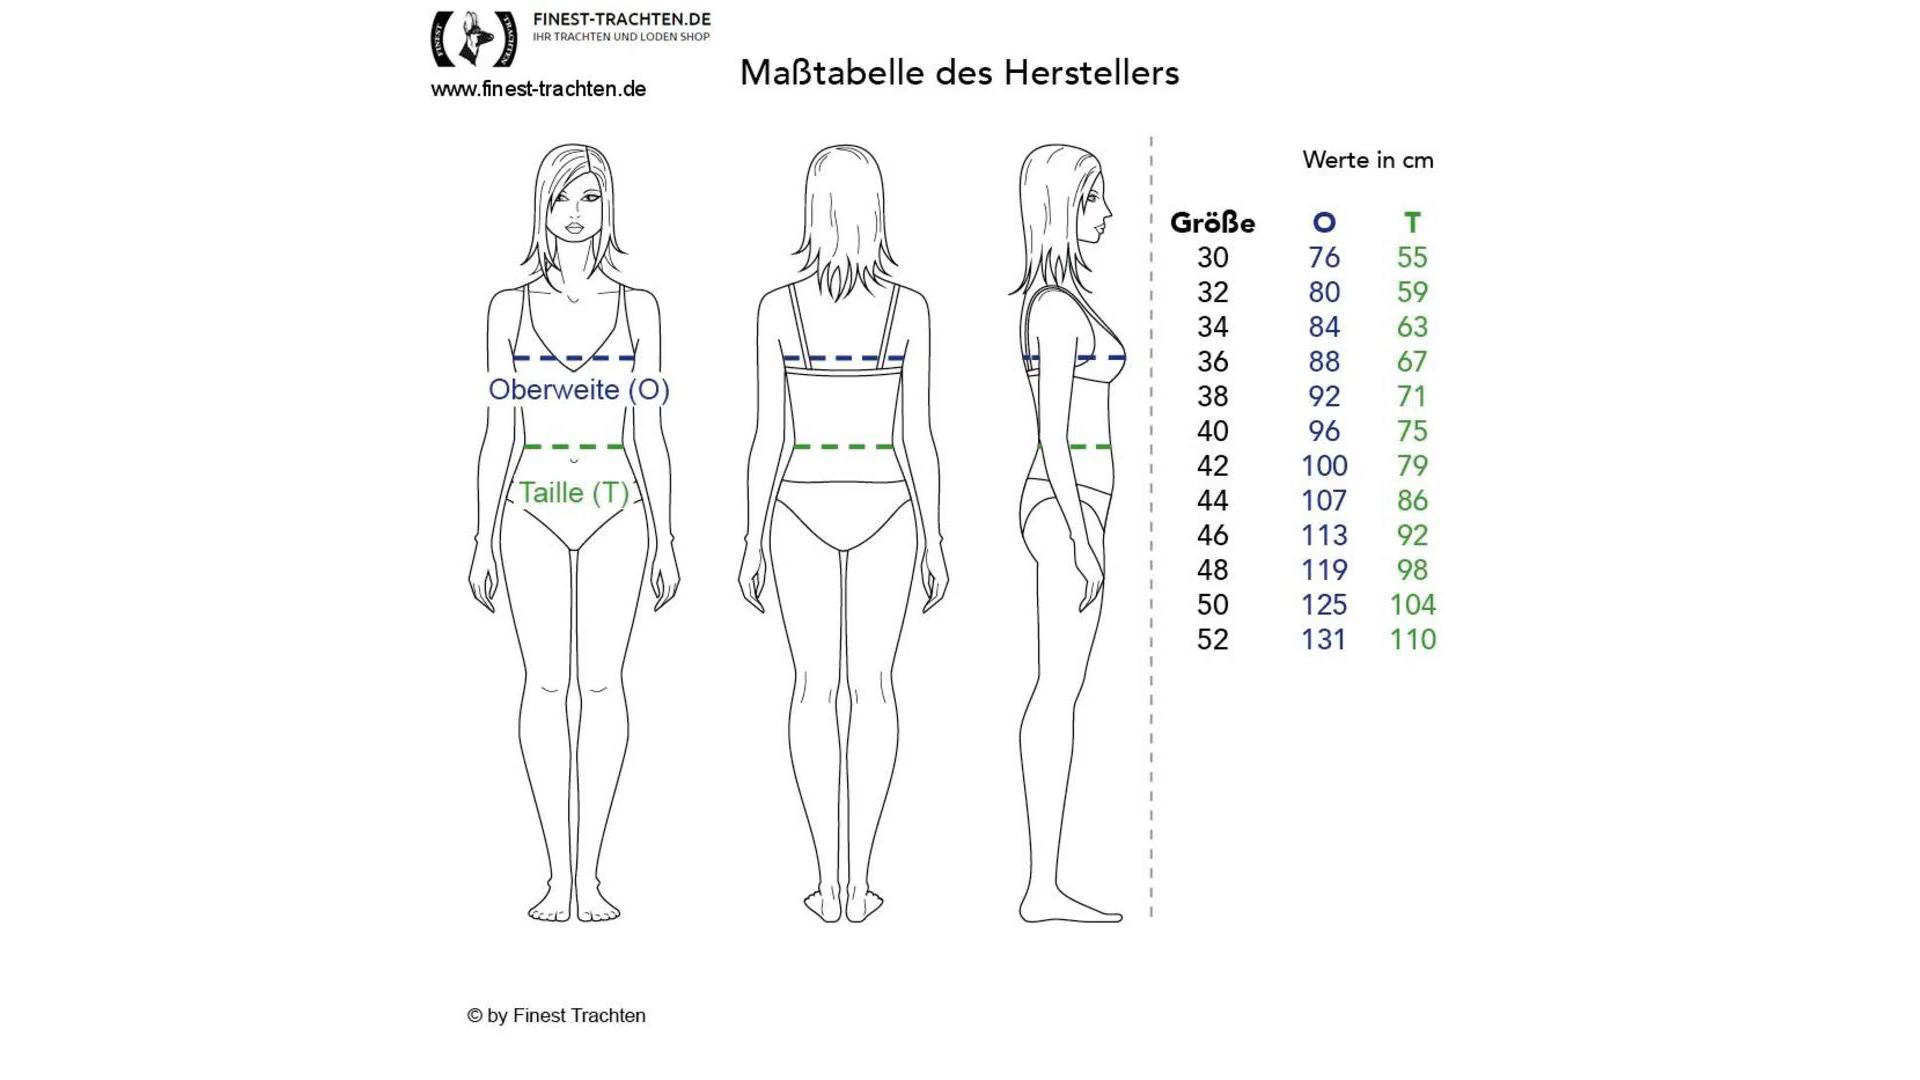 FINEST TRACHTEN
FINEST-TRACHTEN.DE
IHR TRACHTEN UND LODEN SHOP
www.finest-trachten.de
Maßtabelle des Herstellers
Oberweite (O)
Taille (T)
Werte in cm
Größe O T
30 76 55
32 80 59
34 84 63
36 88 67
38 92 71
40 96 75
42 100 79
44 107 86
46 113 92
48 119 98
50 125 104
52 131 110
© by Finest Trachten